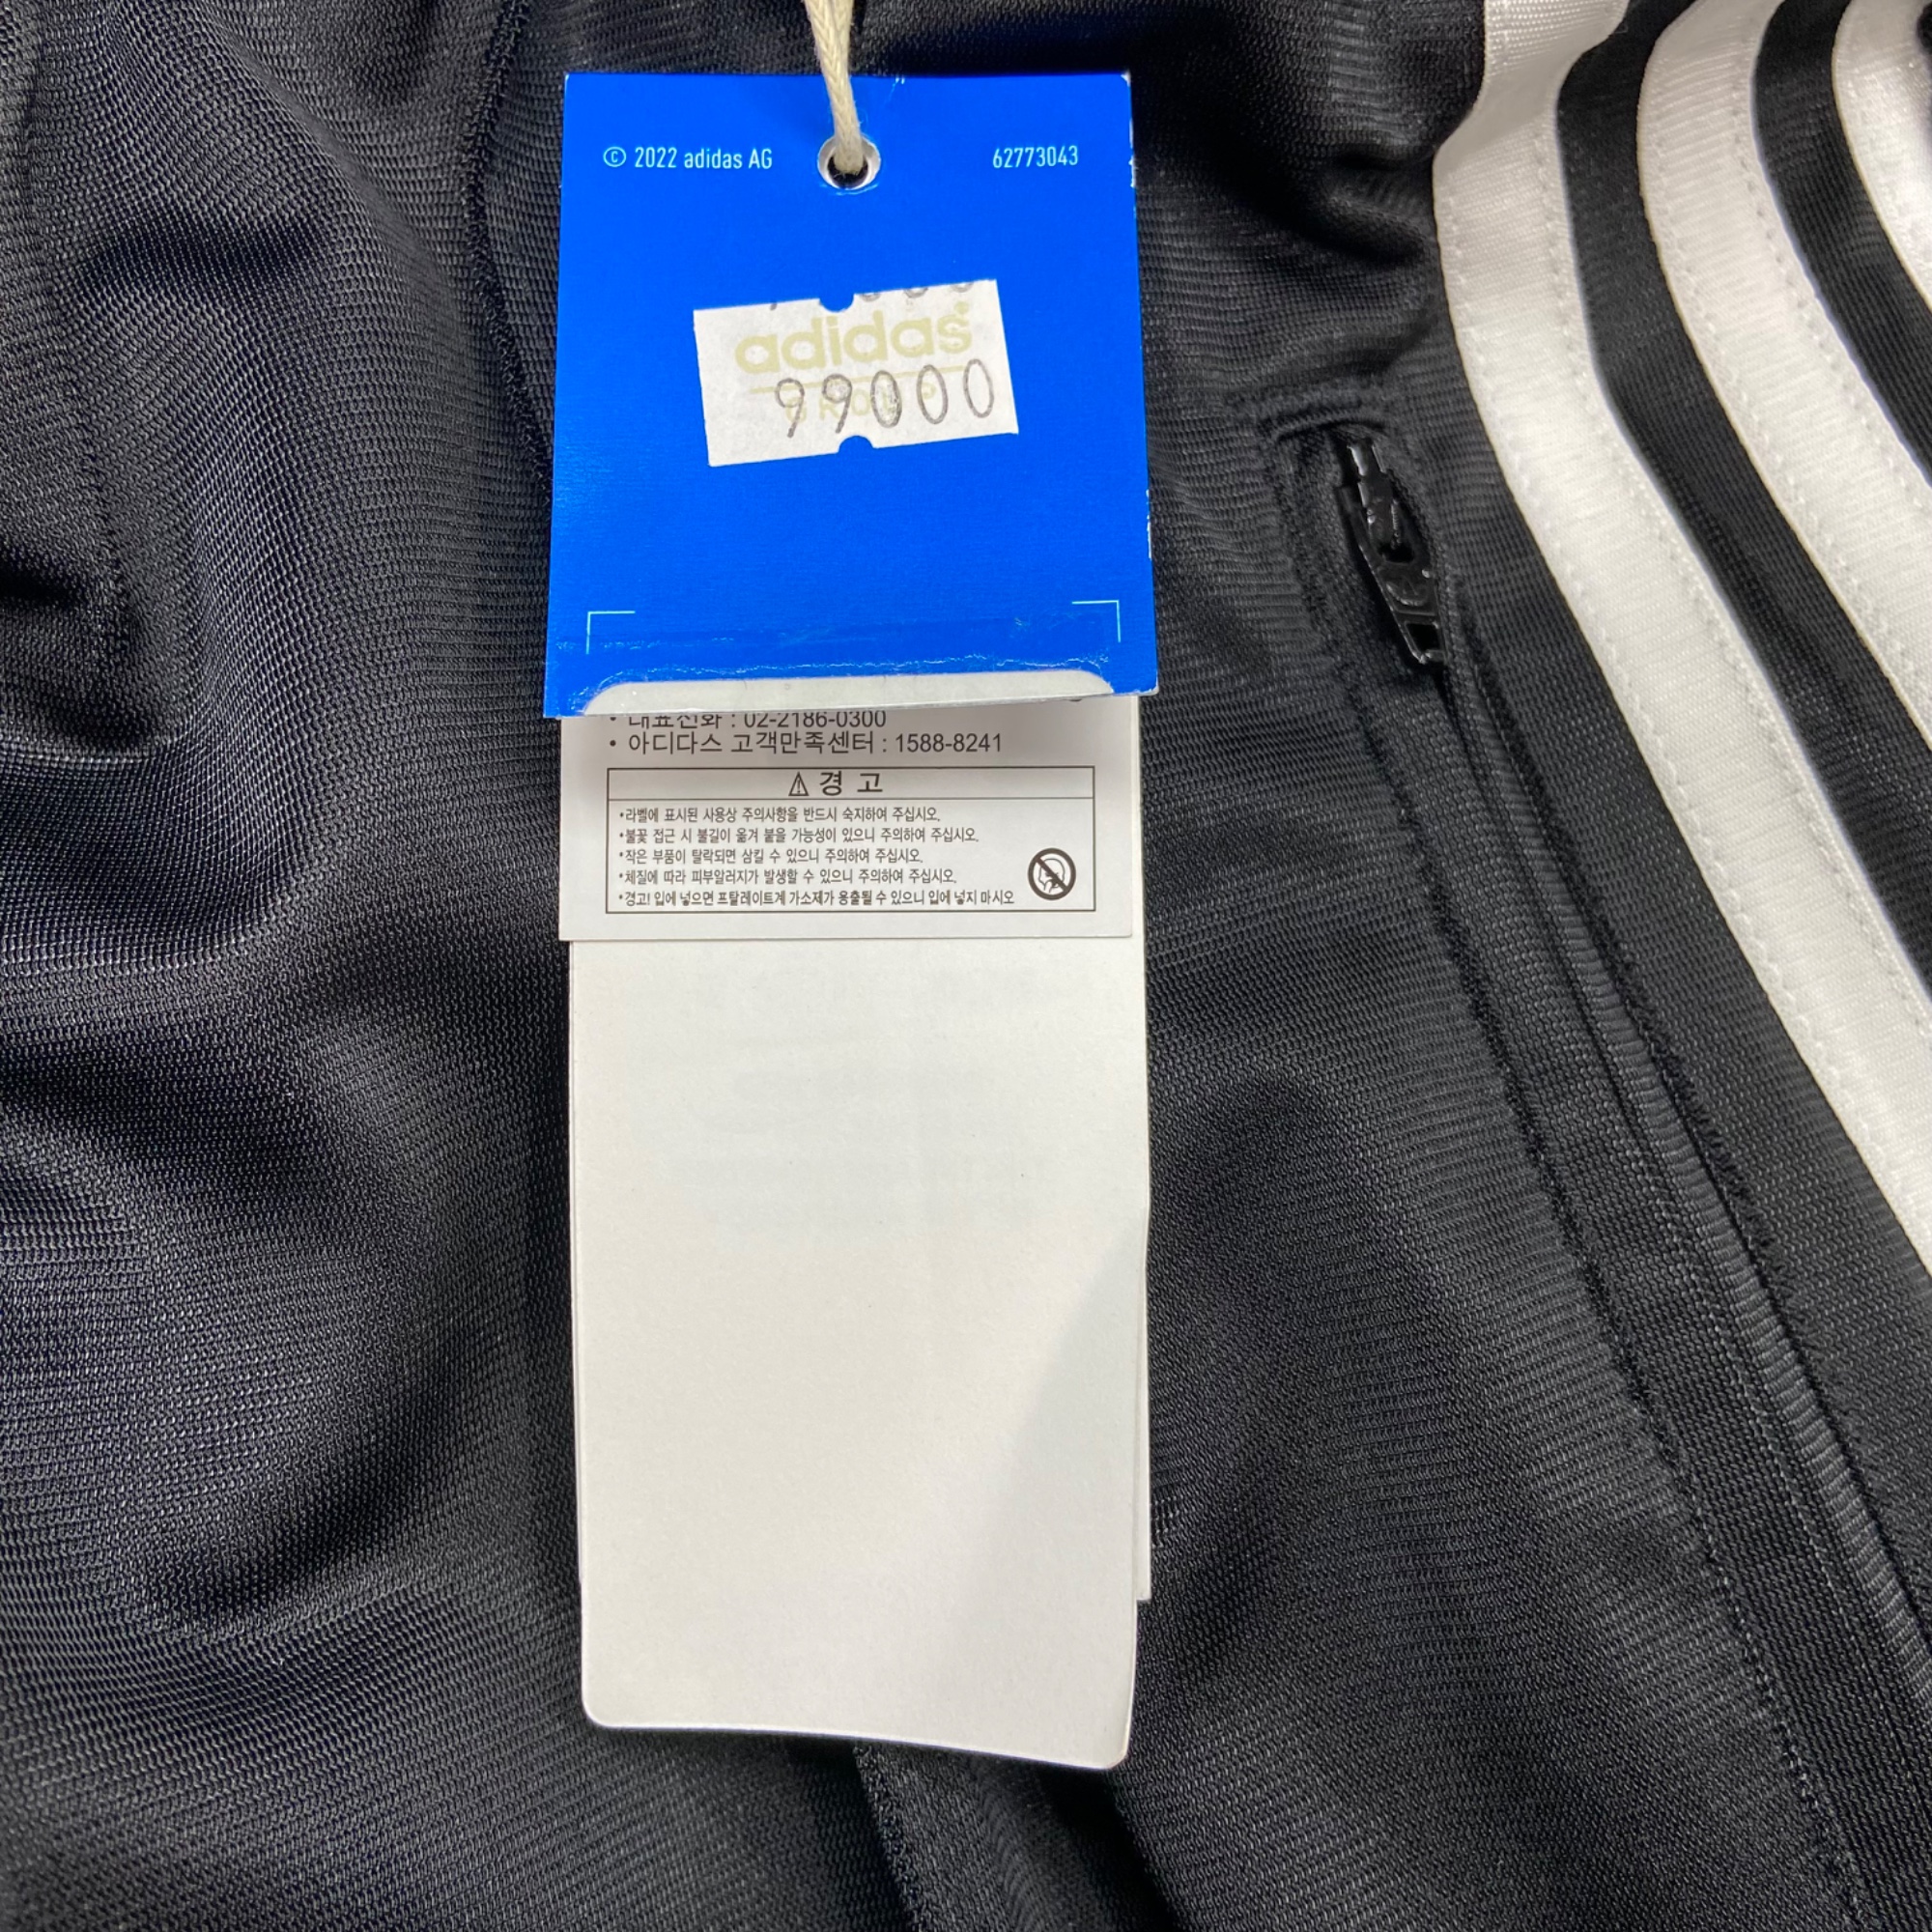 © 2022 adidas AG 62773043
adidas
GROUP
99000
• 대표전화 : 02-2186-0300
• 아디다스 고객만족센터 : 1588-8241
⚠ 경 고
•라벨에 표시된 사용상 주의사항을 반드시 숙지하여 주십시오.
•불꽃 접근 시 불길이 옮겨 붙을 가능성이 있으니 주의하여 주십시오.
•작은 부품이 탈락되면 삼킬 수 있으니 주의하여 주십시오.
•체질에 따라 피부알러지가 발생할 수 있으니 주의하여 주십시오.
•경고! 입에 넣으면 프탈레이트계 가소제가 용출될 수 있으니 입에 넣지 마시오